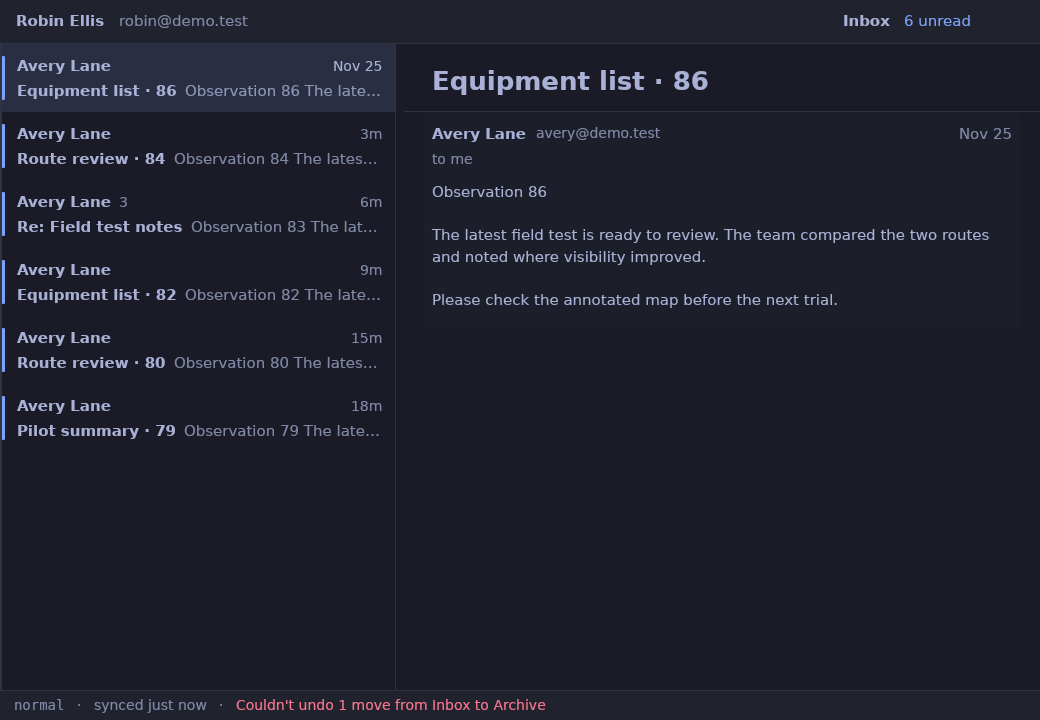 Robin Ellis robin@demo.test Inbox 6 unread
Avery Lane Nov 25
Equipment list · 86 Observation 86 The late…
Avery Lane 3m
Route review · 84 Observation 84 The lates…
Avery Lane 3 6m
Re: Field test notes Observation 83 The lat…
Avery Lane 9m
Equipment list · 82 Observation 82 The late…
Avery Lane 15m
Route review · 80 Observation 80 The lates…
Avery Lane 18m
Pilot summary · 79 Observation 79 The late…
Equipment list · 86
Avery Lane avery@demo.test Nov 25
to me
Observation 86
The latest field test is ready to review. The team compared the two routes
and noted where visibility improved.
Please check the annotated map before the next trial.
normal · synced just now · Couldn't undo 1 move from Inbox to Archive